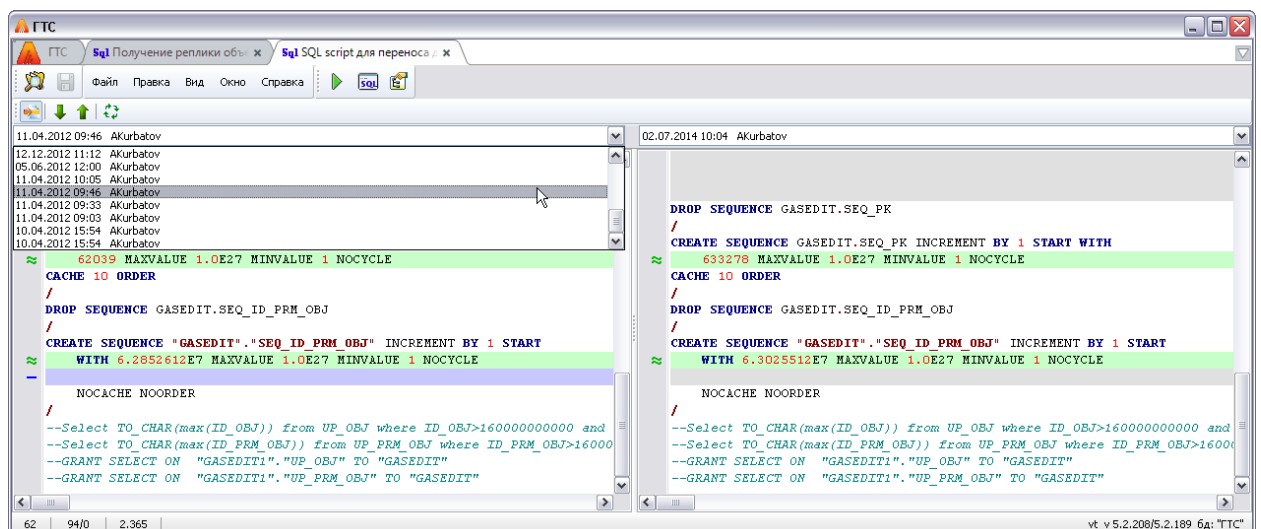 ГТС
ГТС
Sql Получение реплики объе
Sql SQL script для переноса д
Файл Правка Вид Окно Справка
SQL
11.04.2012 09:46 AKurbatov
02.07.2014 10:04 AKurbatov
12.12.2012 11:12 AKurbatov
05.06.2012 12:00 AKurbatov
11.04.2012 10:05 AKurbatov
11.04.2012 09:46 AKurbatov
11.04.2012 09:33 AKurbatov
11.04.2012 09:03 AKurbatov
10.04.2012 15:54 AKurbatov
10.04.2012 15:54 AKurbatov
62039 MAXVALUE 1.0E27 MINVALUE 1 NOCYCLE
CACHE 10 ORDER
/
DROP SEQUENCE GASEDIT.SEQ_ID_PRM_OBJ
/
CREATE SEQUENCE "GASEDIT"."SEQ_ID_PRM_OBJ" INCREMENT BY 1 START
WITH 6.2852612E7 MAXVALUE 1.0E27 MINVALUE 1 NOCYCLE
NOCACHE NOORDER
/
--Select TO_CHAR(max(ID_OBJ)) from UP_OBJ where ID_OBJ>160000000000 and
--Select TO_CHAR(max(ID_PRM_OBJ)) from UP_PRM_OBJ where ID_PRM_OBJ>16000
--GRANT SELECT ON "GASEDIT1"."UP_OBJ" TO "GASEDIT"
--GRANT SELECT ON "GASEDIT1"."UP_PRM_OBJ" TO "GASEDIT"
DROP SEQUENCE GASEDIT.SEQ_PK
/
CREATE SEQUENCE GASEDIT.SEQ_PK INCREMENT BY 1 START WITH
633278 MAXVALUE 1.0E27 MINVALUE 1 NOCYCLE
CACHE 10 ORDER
/
DROP SEQUENCE GASEDIT.SEQ_ID_PRM_OBJ
/
CREATE SEQUENCE "GASEDIT"."SEQ_ID_PRM_OBJ" INCREMENT BY 1 START
WITH 6.3025512E7 MAXVALUE 1.0E27 MINVALUE 1 NOCYCLE
NOCACHE NOORDER
/
--Select TO_CHAR(max(ID_OBJ)) from UP_OBJ where ID_OBJ>160000000000 and
--Select TO_CHAR(max(ID_PRM_OBJ)) from UP_PRM_OBJ where ID_PRM_OBJ>16000
--GRANT SELECT ON "GASEDIT1"."UP_OBJ" TO "GASEDIT"
--GRANT SELECT ON "GASEDIT1"."UP_PRM_OBJ" TO "GASEDIT"
62 94/0 2.365 vt v 5.2.208/5.2.189 бд: "ГТС"